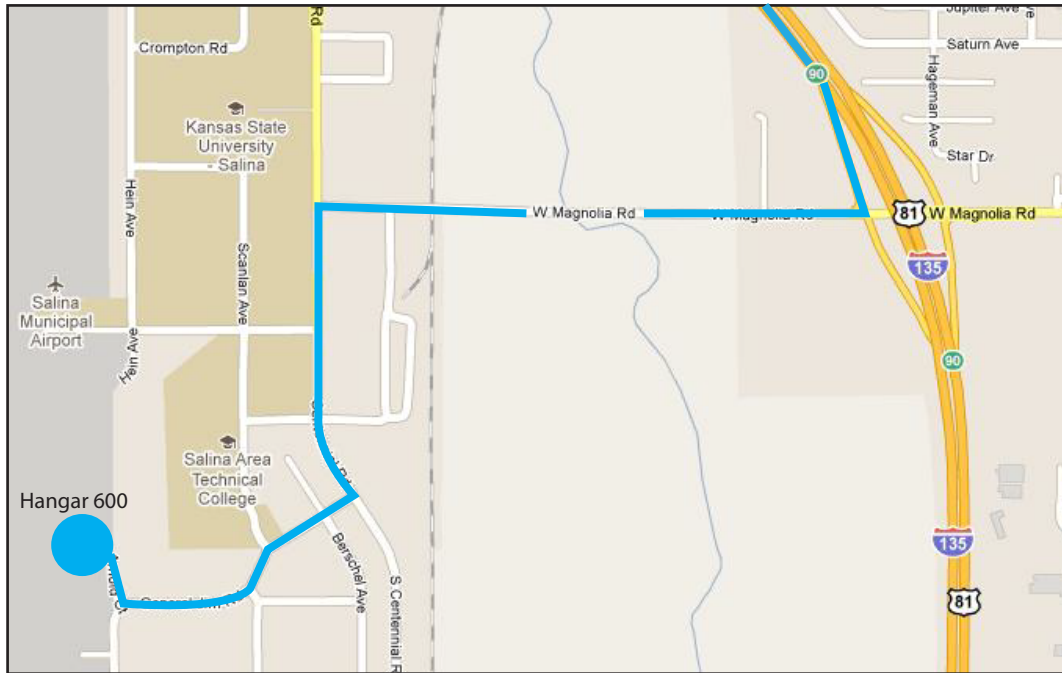 Jupiter Ave
Ave
Rd
Crompton Rd
Saturn Ave
90
Hageman Ave
Kansas State
University
- Salina
Star Dr
Hein Ave
W Magnolia Rd
W Magnolia Rd
81
W Magnolia Rd
Scanlan Ave
135
Salina
Municipal
Airport
Hein Ave
90
Salina Area
Technical
College
Hangar 600
Berschel Ave
135
S Centennial R
81